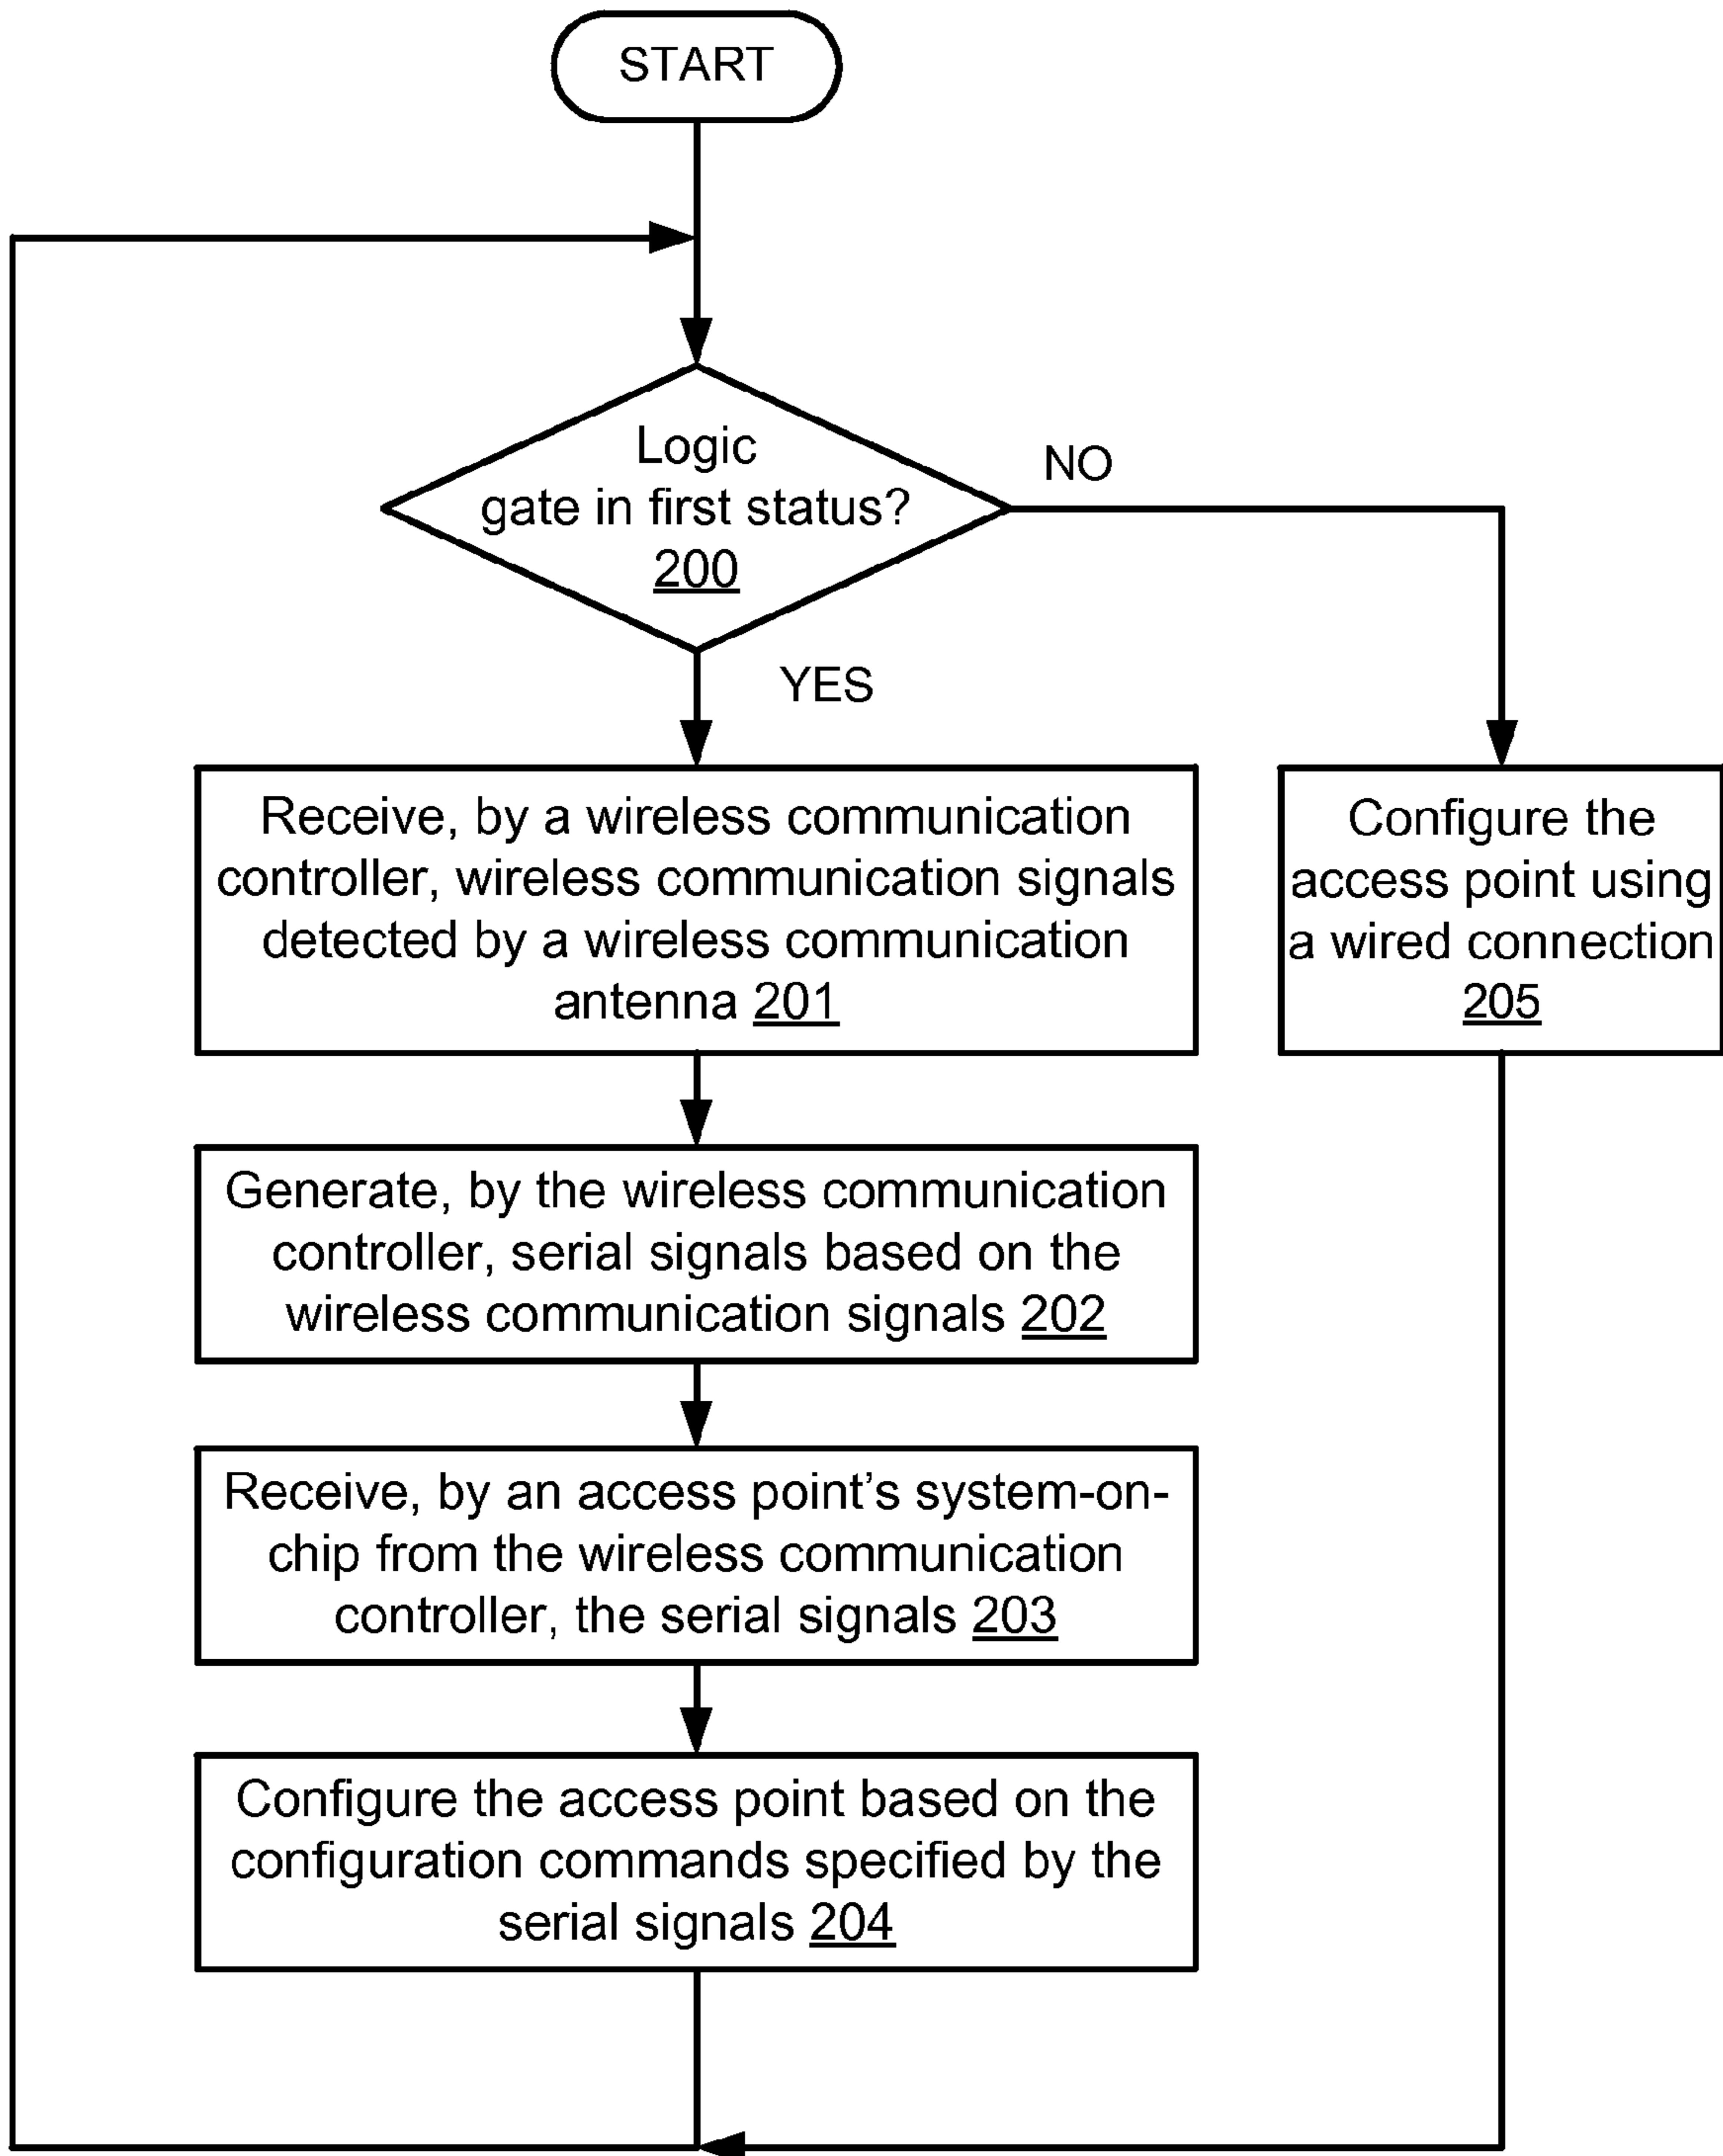 START
Logic
gate in first status?
200
NO
YES
Receive, by a wireless communication
controller, wireless communication signals
detected by a wireless communication
antenna 201
Configure the
access point using
a wired connection
205
Generate, by the wireless communication
controller, serial signals based on the
wireless communication signals 202
Receive, by an access point’s system-on-
chip from the wireless communication
controller, the serial signals 203
Configure the access point based on the
configuration commands specified by the
serial signals 204